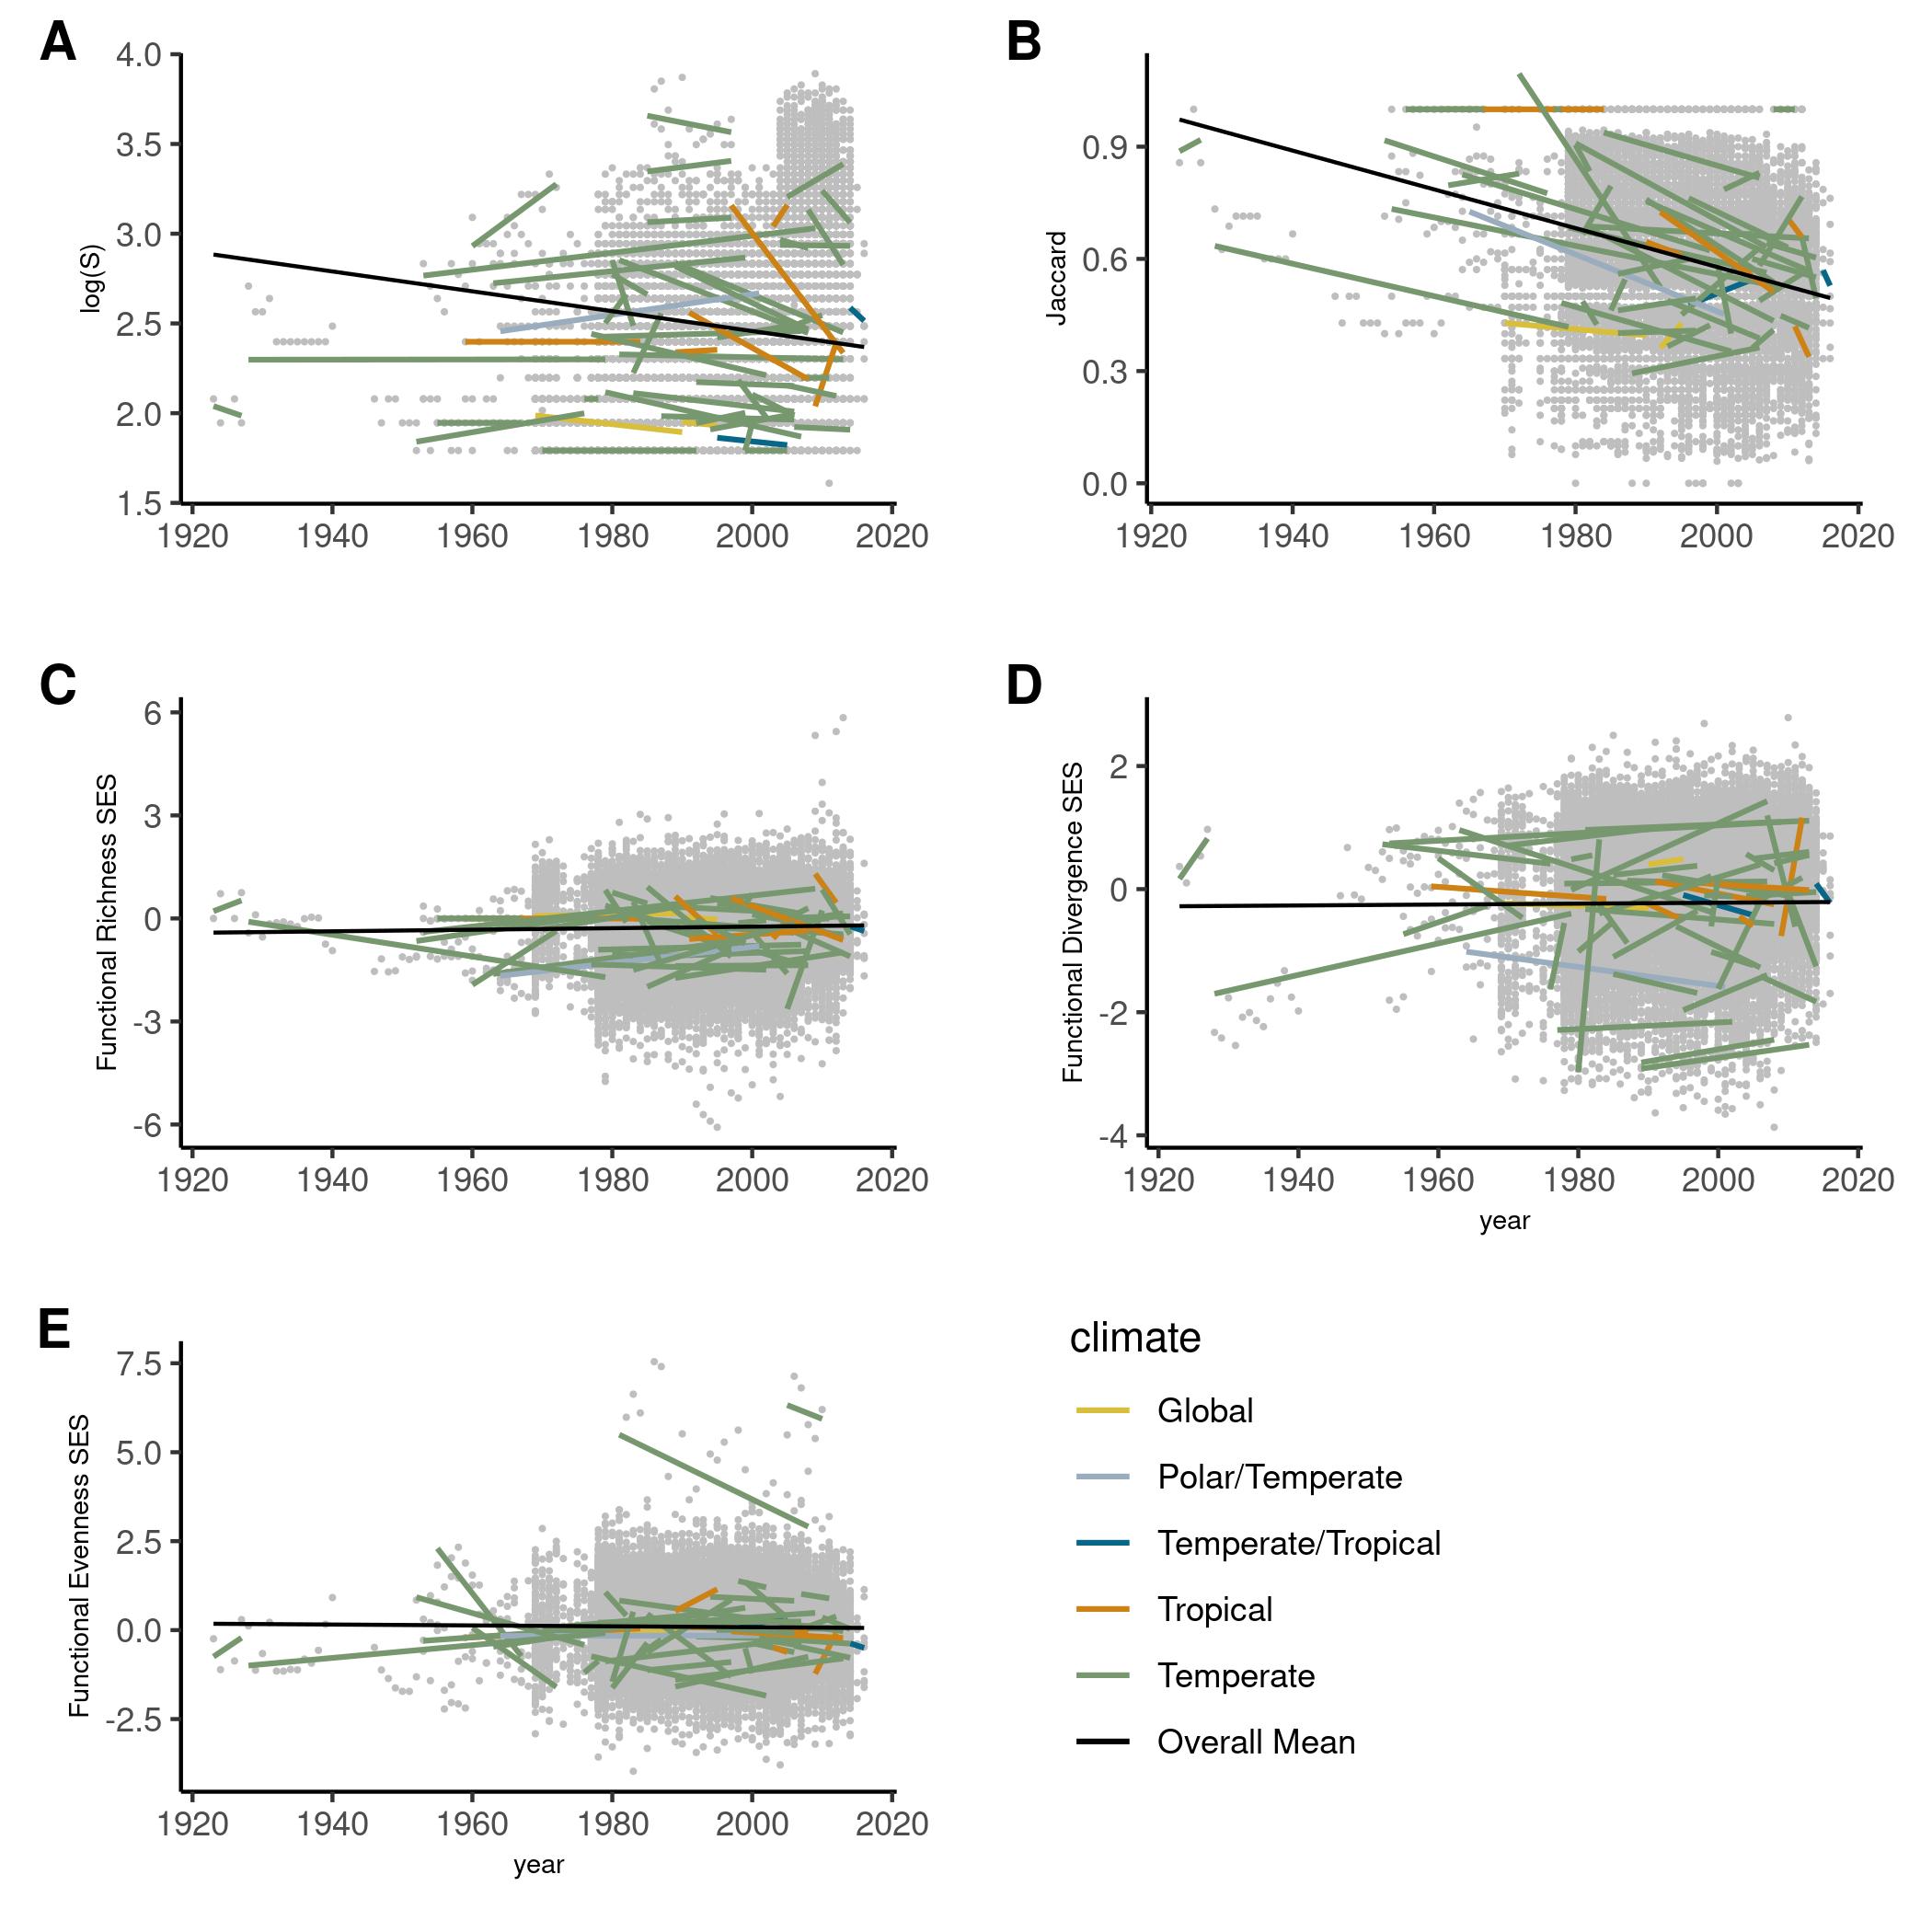 A
log(S)
4.0
3.5
3.0
2.5
2.0
1.5
1920 1940 1960 1980 2000 2020
B
Jaccard
0.9
0.6
0.3
0.0
1920 1940 1960 1980 2000 2020
C
Functional Richness SES
6
3
0
-3
-6
1920 1940 1960 1980 2000 2020
D
Functional Divergence SES
2
0
-2
-4
1920 1940 1960 1980 2000 2020
year
E
Functional Evenness SES
7.5
5.0
2.5
0.0
-2.5
1920 1940 1960 1980 2000 2020
year
climate
Global
Polar/Temperate
Temperate/Tropical
Tropical
Temperate
Overall Mean